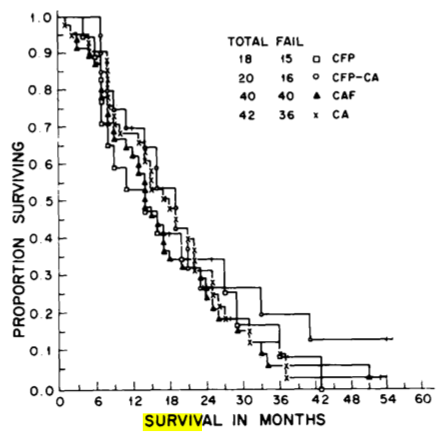 TOTAL FAIL
18 15 □ CFP
20 16 ○ CFP-CA
40 40 ▲ CAF
42 36 x CA
PROPORTION SURVIVING
1.0
0.9
0.8
0.7
0.6
0.5
0.4
0.3
0.2
0.1
0.0
0 6 12 18 24 30 36 42 48 54 60
SURVIVAL IN MONTHS